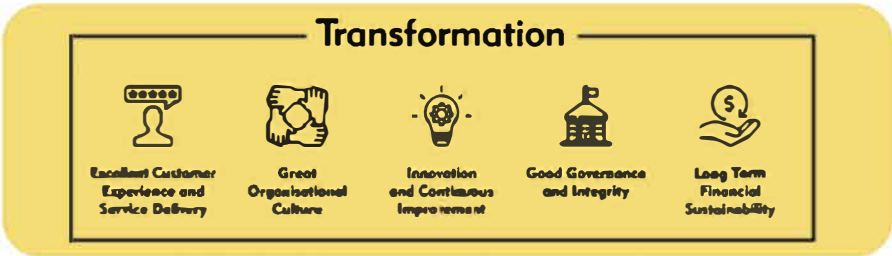 Transformation
Excellent Customer
Experience and
Service Delivery
Great
Organisational
Culture
Innovation
and Continuous
Improvement
Good Governance
and Integrity
Long Term
Financial
Sustainability